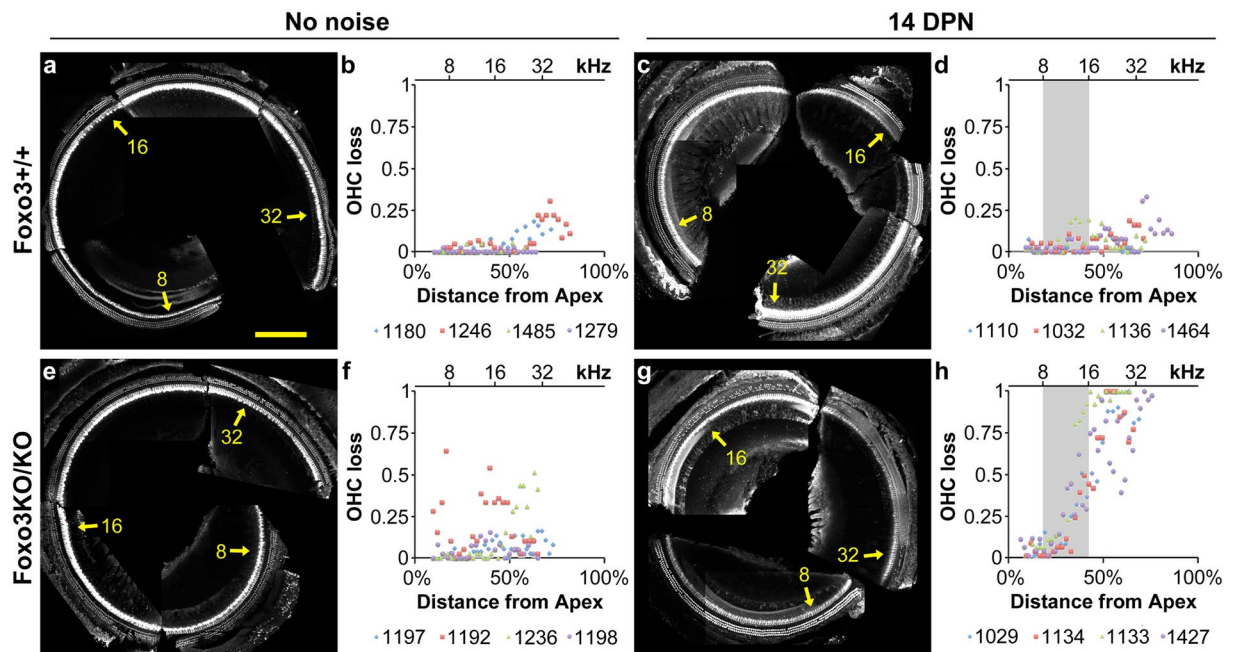 No noise
14 DPN
Foxo3+/+
a
16
32
8
b
8 16 32 kHz
OHC loss
1
0.75
0.5
0.25
0
0% 50% 100%
Distance from Apex
1180 1246 1485 1279
c
16
8
32
d
8 16 32 kHz
OHC loss
1
0.75
0.5
0.25
0
0% 50% 100%
Distance from Apex
1110 1032 1136 1464
Foxo3KO/KO
e
32
16
8
f
8 16 32 kHz
OHC loss
1
0.75
0.5
0.25
0
0% 50% 100%
Distance from Apex
1197 1192 1236 1198
g
16
32
8
h
8 16 32 kHz
OHC loss
1
0.75
0.5
0.25
0
0% 50% 100%
Distance from Apex
1029 1134 1133 1427